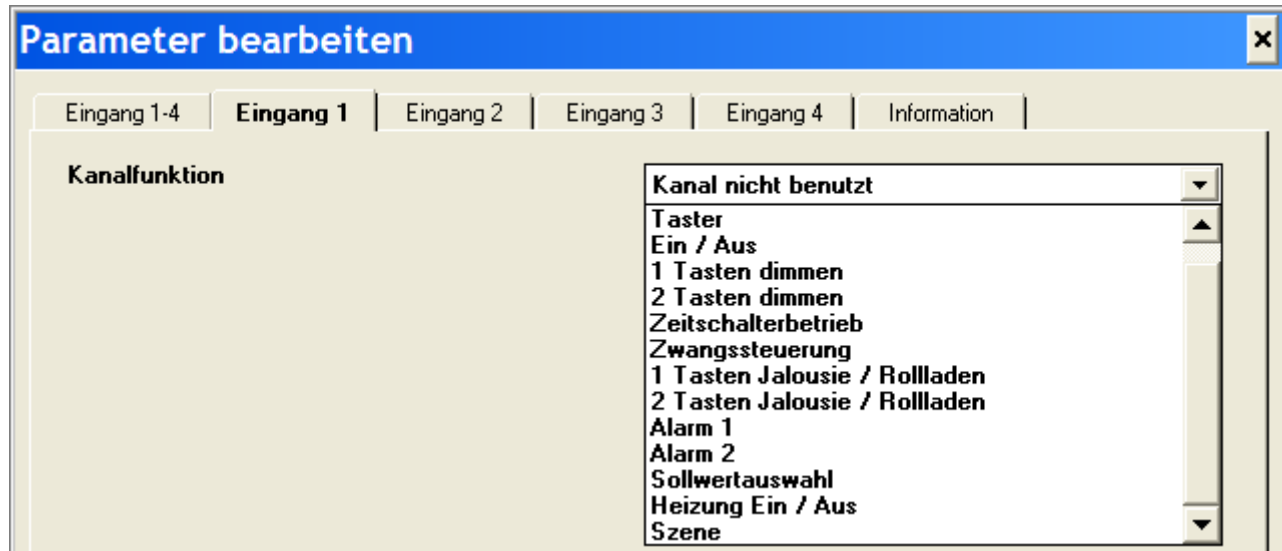 Parameter bearbeiten
Eingang 1-4 Eingang 1 Eingang 2 Eingang 3 Eingang 4 Information
Kanalfunktion
Kanal nicht benutzt
Taster
Ein / Aus
1 Tasten dimmen
2 Tasten dimmen
Zeitschalterbetrieb
Zwangssteuerung
1 Tasten Jalousie / Rollladen
2 Tasten Jalousie / Rollladen
Alarm 1
Alarm 2
Sollwertauswahl
Heizung Ein / Aus
Szene